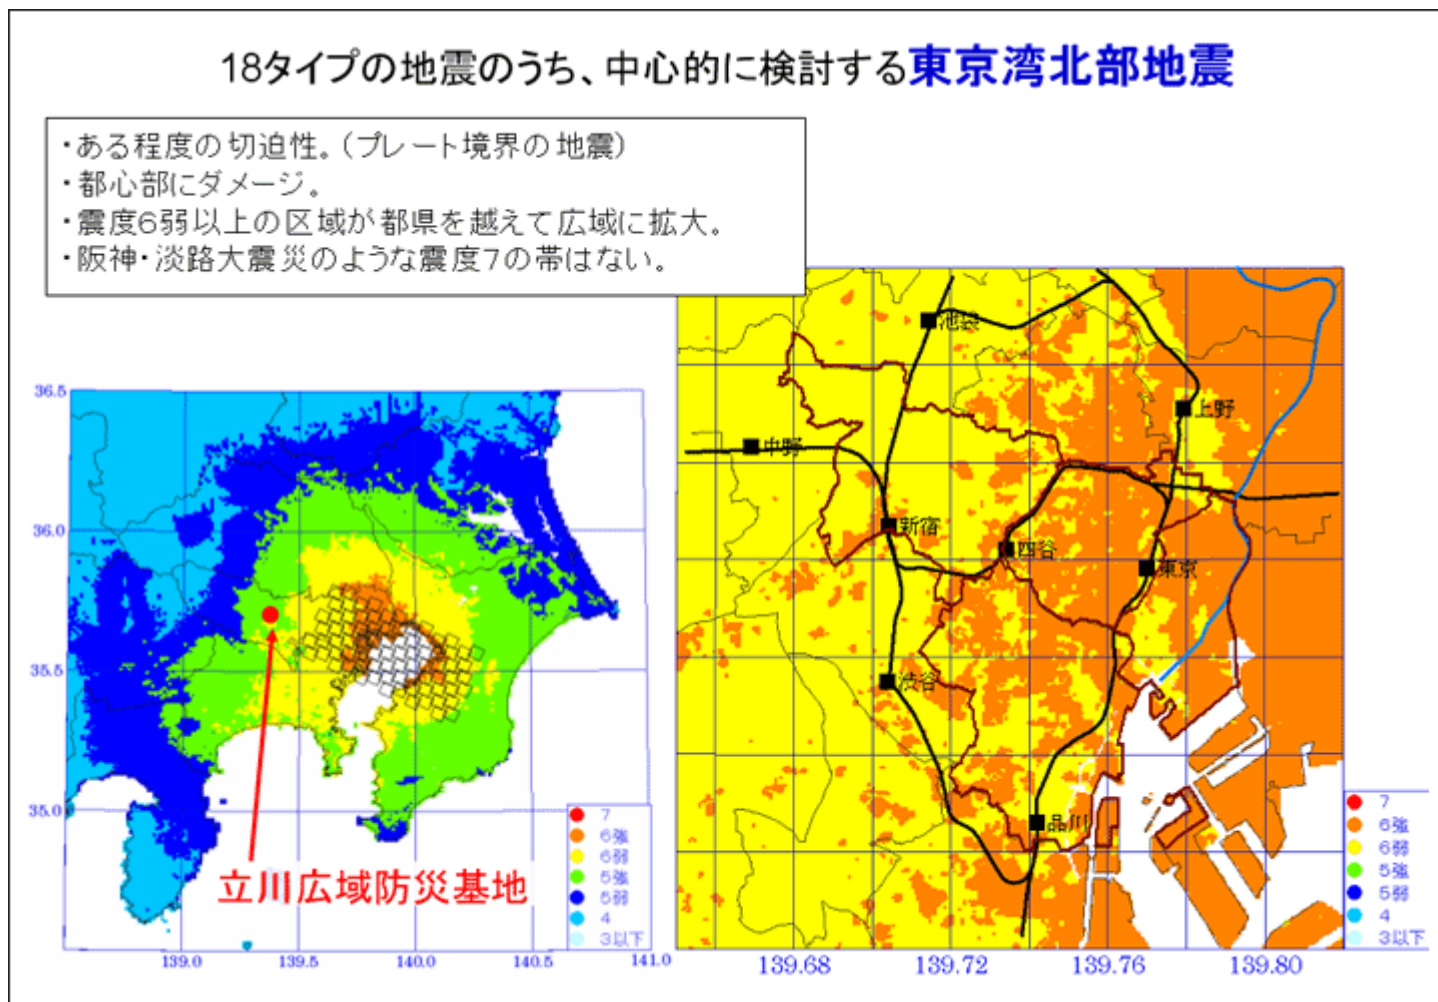 18タイプの地震のうち、中心的に検討する東京湾北部地震
・ある程度の切迫性。(プレート境界の地震)
・都心部にダメージ。
・震度6弱以上の区域が都県を越えて広域に拡大。
・阪神・淡路大震災のような震度7の帯はない。
36.5
36.0
35.5
35.0
139.0
139.5
140.0
140.5
141.0
立川広域防災基地
7
6強
6弱
5強
5弱
4
3以下
池袋
上野
中野
新宿
四谷
東京
渋谷
品川
7
6強
6弱
5強
5弱
4
3以下
139.68
139.72
139.76
139.80